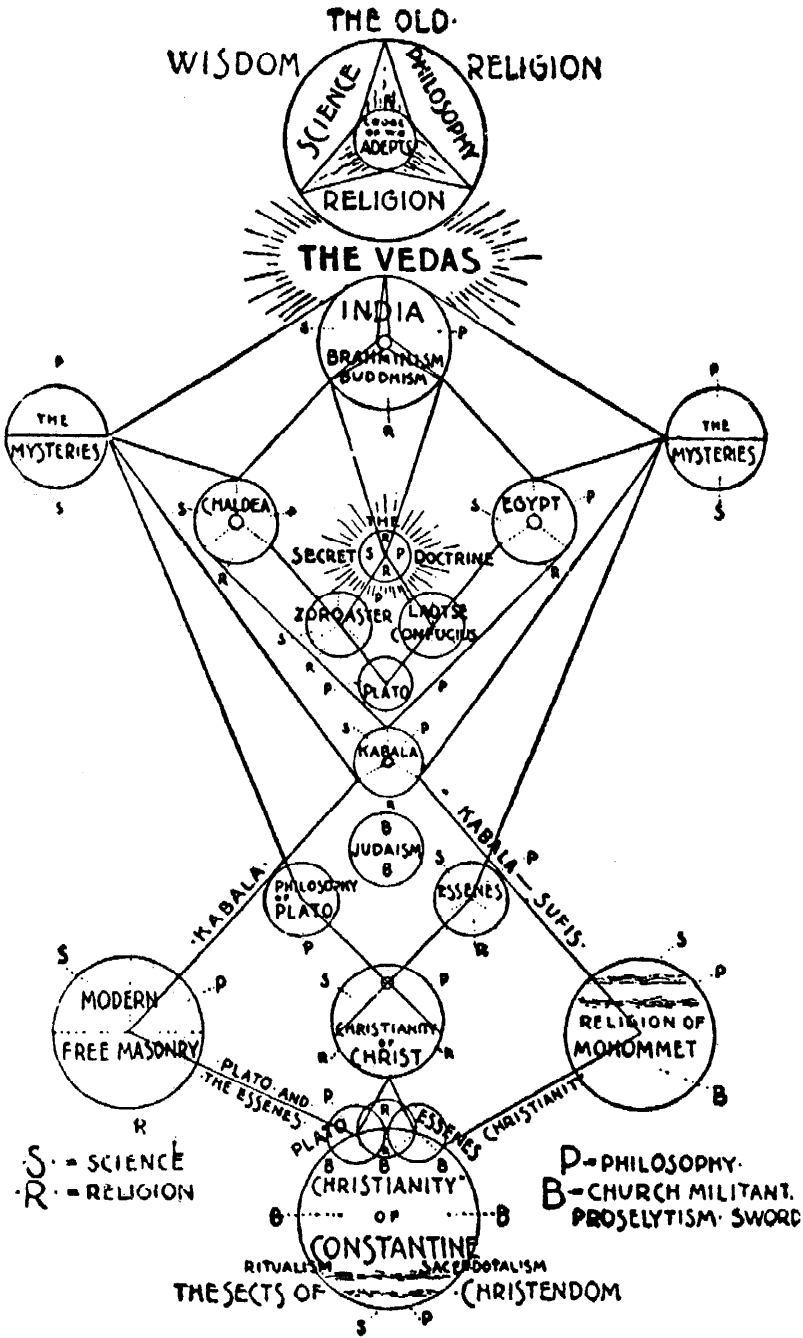 THE OLD
WISDOM RELIGION
SCIENCE
PHILOSOPHY
LODGE
OF THE
ADEPTS
RELIGION
THE VEDAS
INDIA
S P
BRAHMINISM
BUDDHISM
R
P
THE
MYSTERIES
S
P
THE
MYSTERIES
S
S CHALDEA P
R
S EGYPT P
R
THE
SECRET DOCTRINE
R
S P
R
P
ZOROASTER
S
R
LAOTSE
CONFUCIUS
P PLATO P
S P
KABALA
R
B
JUDAISM
B
KABALA
KABALA — SUFIS
PHILOSOPHY
OF
PLATO
P
S P
ESSENES
R
S P
MODERN
FREE MASONRY
R
S P
CHRISTIANITY
OF
CHRIST
R R
S
P
RELIGION OF
MOHOMMET
B
PLATO AND
THE ESSENES
CHRISTIANITY
P
PLATO
R
ESSENES
B B B
"CHRISTIANITY"
B OF B
CONSTANTINE
RITUALISM SACERDOTALISM
THE SECTS OF CHRISTENDOM
S P
S = SCIENCE
R = RELIGION
P = PHILOSOPHY
B = CHURCH MILITANT.
PROSELYTISM SWORD